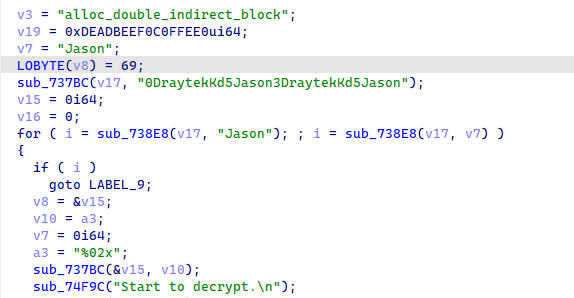 v3 = "alloc_double_indirect_block";
v19 = 0xDEADBEEF0C0FFEE0ui64;
v7 = "Jason";
LOBYTE(v8) = 69;
sub_737BC(v17, "0DraytekKd5Jason3DraytekKd5Jason");
v15 = 0i64;
v16 = 0;
for ( i = sub_738E8(v17, "Jason"); ; i = sub_738E8(v17, v7) )
{
if ( i )
goto LABEL_9;
v8 = &v15;
v10 = a3;
v7 = 0i64;
a3 = "%02x";
sub_737BC(&v15, v10);
sub_74F9C("Start to decrypt.\n");